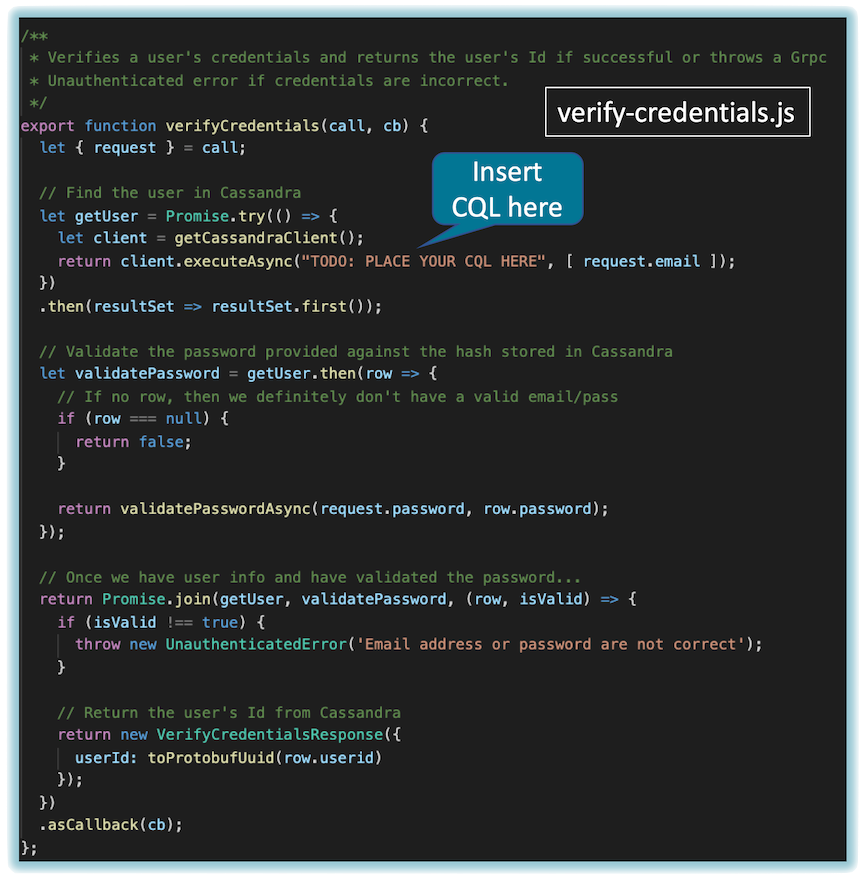 /**
 * Verifies a user's credentials and returns the user's Id if successful or throws a Grpc
 * Unauthenticated error if credentials are incorrect.
 */
export function verifyCredentials(call, cb) {
verify-credentials.js
  let { request } = call;
  // Find the user in Cassandra
Insert
CQL here
  let getUser = Promise.try(() => {
    let client = getCassandraClient();
    return client.executeAsync("TODO: PLACE YOUR CQL HERE", [ request.email ]);
  })
  .then(resultSet => resultSet.first());
  // Validate the password provided against the hash stored in Cassandra
  let validatePassword = getUser.then(row => {
    // If no row, then we definitely don't have a valid email/pass
    if (row === null) {
      return false;
    }
    return validatePasswordAsync(request.password, row.password);
  });
  // Once we have user info and have validated the password...
  return Promise.join(getUser, validatePassword, (row, isValid) => {
    if (isValid !== true) {
      throw new UnauthenticatedError('Email address or password are not correct');
    }
    // Return the user's Id from Cassandra
    return new VerifyCredentialsResponse({
      userId: toProtobufUuid(row.userid)
    });
  })
  .asCallback(cb);
};